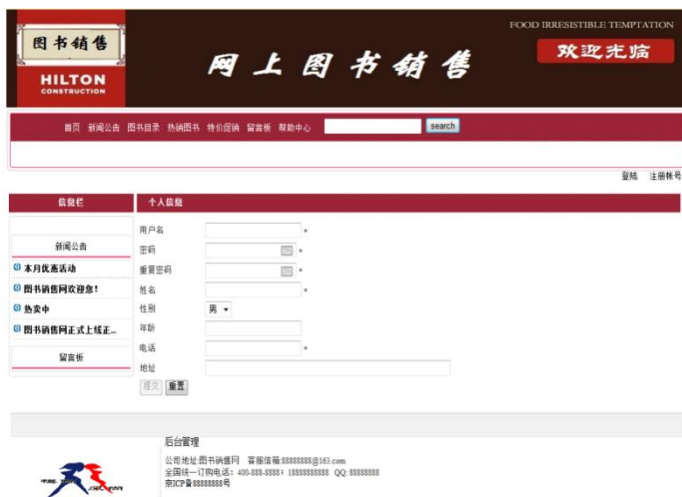 FOOD IRRESISTIBLE TEMPTATION
图书销售
HILTON
CONSTRUCTION
网上图书销售
欢迎光临
首页 新闻公告 图书目录 热销图书 特价促销 留言板 帮助中心 search
登陆 注册帐号
信息栏
新闻公告
本月优惠活动
图书销售网欢迎您!
热卖中
图书销售网正式上线正...
留言板
个人信息
用户名 *
密码 *
重复密码 *
姓名 *
性别 男
年龄
电话 *
地址
提交 重置
后台管理
公司地址:图书销售网 客服信箱:88888888@163.com
全国统一订购电话: 400-888-8888; 18888888888 QQ: 88888888
京ICP备88888888号